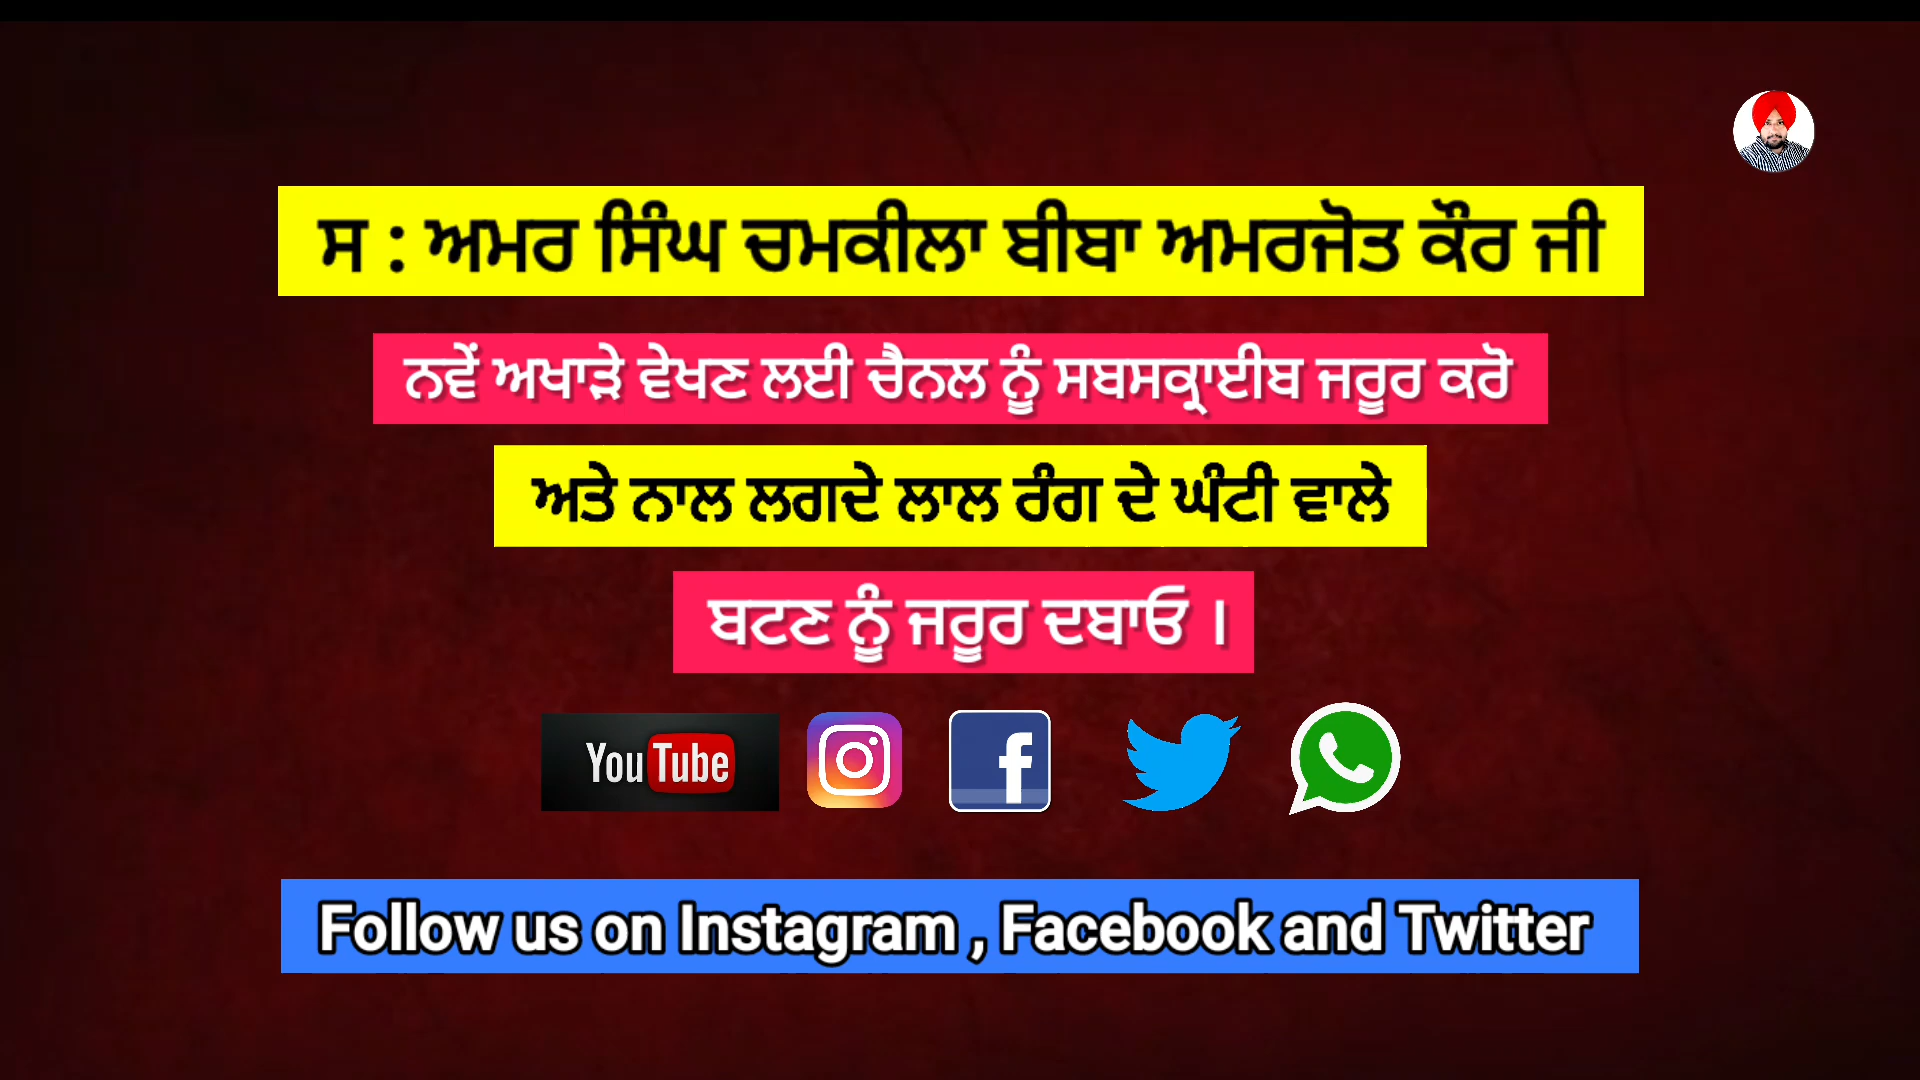 ਸ : ਅਮਰ ਸਿੰਘ ਚਮਕੀਲਾ ਬੀਬਾ ਅਮਰਜੋਤ ਕੌਰ ਜੀ
ਨਵੇਂ ਅਖਾੜੇ ਵੇਖਣ ਲਈ ਚੈਨਲ ਨੂੰ ਸਬਸਕ੍ਰਾਈਬ ਜਰੂਰ ਕਰੋ
ਅਤੇ ਨਾਲ ਲਗਦੇ ਲਾਲ ਰੰਗ ਦੇ ਘੰਟੀ ਵਾਲੇ
ਬਟਣ ਨੂੰ ਜਰੂਰ ਦਬਾਓ ।
YouTube
Follow us on Instagram , Facebook and Twitter